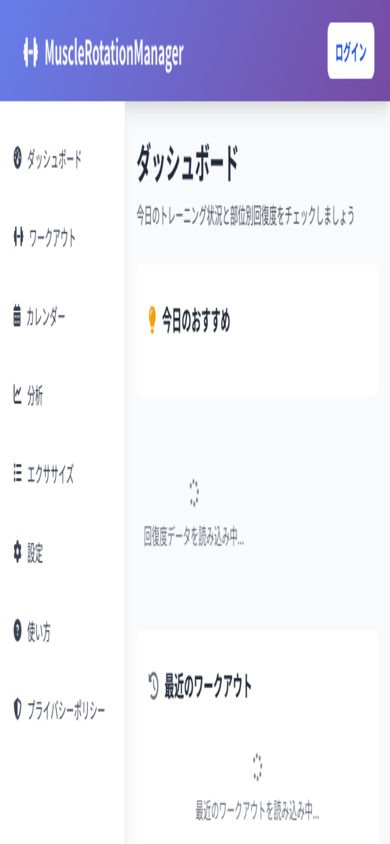 MuscleRotationManager
ログイン
ダッシュボード
ワークアウト
カレンダー
分析
エクササイズ
設定
使い方
プライバシーポリシー
ダッシュボード
今日のトレーニング状況と部位別回復度をチェックしましょう
今日のおすすめ
回復度データを読み込み中...
最近のワークアウト
最近のワークアウトを読み込み中...